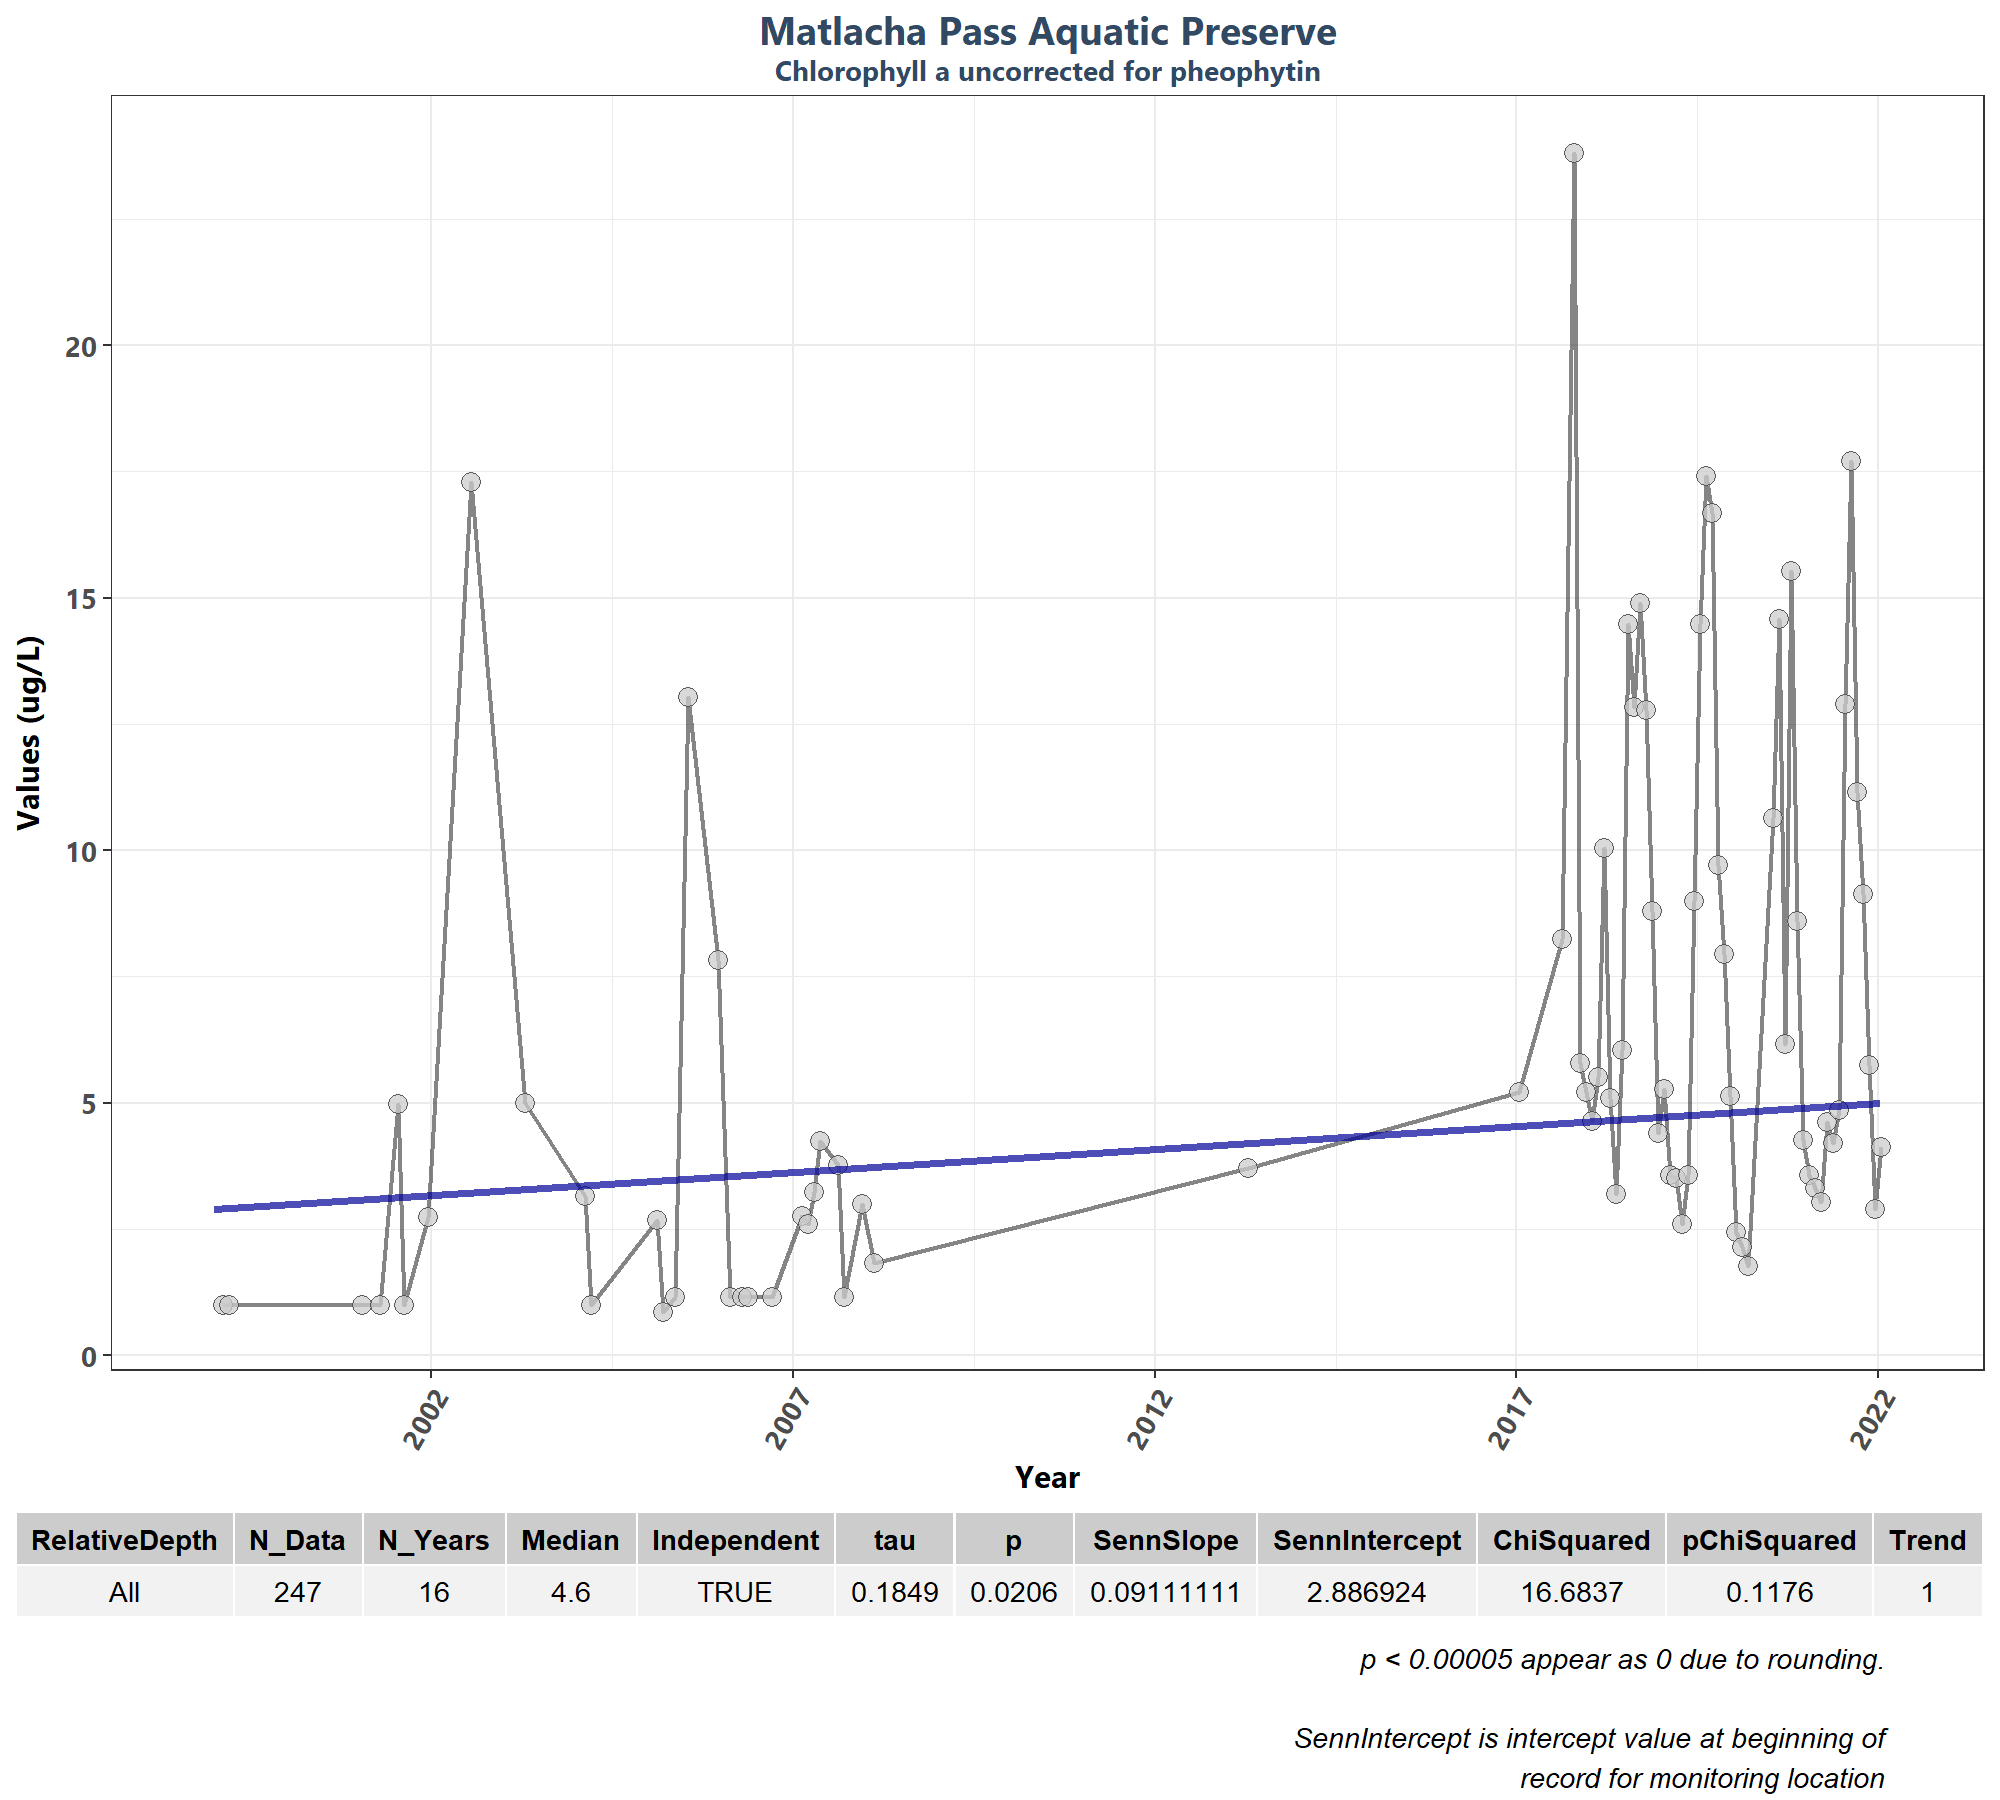 Matlacha Pass Aquatic Preserve
Chlorophyll a uncorrected for pheophytin
Values (ug/L)
20
15
10
5
0
2002 2007 2012 2017 2022
Year
RelativeDepth N_Data N_Years Median Independent tau p SennSlope SennIntercept ChiSquared pChiSquared Trend
All 247 16 4.6 TRUE 0.1849 0.0206 0.09111111 2.886924 16.6837 0.1176 1
p < 0.00005 appear as 0 due to rounding.
SennIntercept is intercept value at beginning of
record for monitoring location